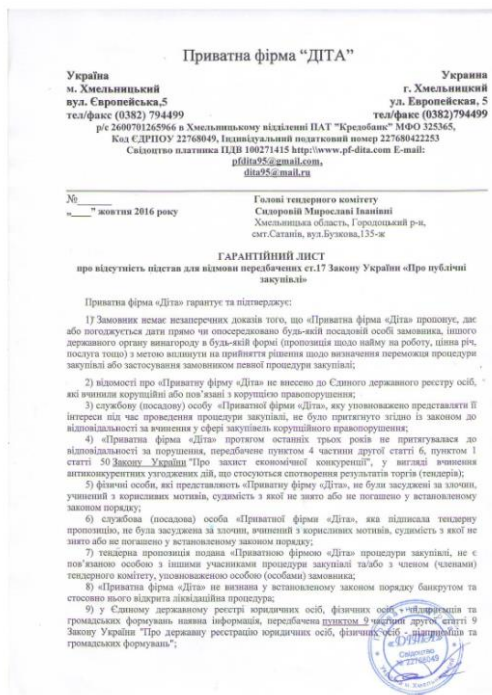 Приватна фірма “ДІТА”
Україна
м. Хмельницький
вул. Європейська,5
тел/факс (0382) 794499
Украина
г. Хмельницкий
ул. Европейская, 5
тел/факс (0382)794499
р/с 2600701265966 в Хмельницькому відділенні ПАТ "Кредобанк" МФО 325365,
Код ЄДРПОУ 22768049, Індивідуальний податковий номер 227680422253
Свідоцтво платника ПДВ 100271415 http:\\www.pf-dita.com E-mail:
pfdita95@gmail.com,
dita95@mail.ru
№
„____” жовтня 2016 року
Голові тендерного комітету
Сидоровій Мирославі Іванівні
Хмельницька область, Городоцький р-н,
смт.Сатанів, вул.Бузкова,135-ж
ГАРАНТІЙНИЙ ЛИСТ
про відсутність підстав для відмови передбачених ст.17 Закону України «Про публічні
закупівлі»
Приватна фірма «Діта» гарантує та підтверджує:
1) Замовник немає незаперечних доказів того, що «Приватна фірма «Діта» пропонує, дає
або погоджується дати прямо чи опосередковано будь-якій посадовій особі замовника, іншого
державного органу винагороду в будь-якій формі (пропозиція щодо найму на роботу, цінна річ,
послуга тощо) з метою вплинути на прийняття рішення щодо визначення переможця процедури
закупівлі або застосування замовником певної процедури закупівлі;
2) відомості про «Приватну фірму «Діта» не внесено до Єдиного державного реєстру осіб,
які вчинили корупційні або пов’язані з корупцією правопорушення;
3) службову (посадову) особу «Приватної фірми «Діта», яку уповноважено представляти її
інтереси під час проведення процедури закупівлі, не було притягнуто згідно із законом до
відповідальності за вчинення у сфері закупівель корупційного правопорушення;
4) «Приватна фірма «Діта» протягом останніх трьох років не притягувалась до
відповідальності за порушення, передбачене пунктом 4 частини другої статті 6, пунктом 1
статті 50 Закону України "Про захист економічної конкуренції", у вигляді вчинення
антиконкурентних узгоджених дій, що стосуються спотворення результатів торгів (тендерів);
5) фізичні особи, які представляють «Приватну фірму «Діта», не були засуджені за злочин,
учинений з корисливих мотивів, судимість з якої не знято або не погашено у встановленому
законом порядку;
6) службова (посадова) особа «Приватної фірми «Діта», яка підписала тендерну
пропозицію, не була засуджена за злочин, вчинений з корисливих мотивів, судимість з якої не
знято або не погашено у встановленому законом порядку;
7) тендерна пропозиція подана «Приватною фірмою «Діта» процедури закупівлі, не є
пов’язаною особою з іншими учасниками процедури закупівлі та/або з членом (членами)
тендерного комітету, уповноваженою особою (особами) замовника;
8) «Приватна фірма «Діта» не визнана у встановленому законом порядку банкрутом та
стосовно нього відкрита ліквідаційна процедура;
9) у Єдиному державному реєстрі юридичних осіб, фізичних осіб - підприємців та
громадських формувань наявна інформація, передбачена пунктом 9 частини другої статті 9
Закону України "Про державну реєстрацію юридичних осіб, фізичних осіб - підприємців та
громадських формувань";
«ДІТА»
Свідоцтво
№ 22768049